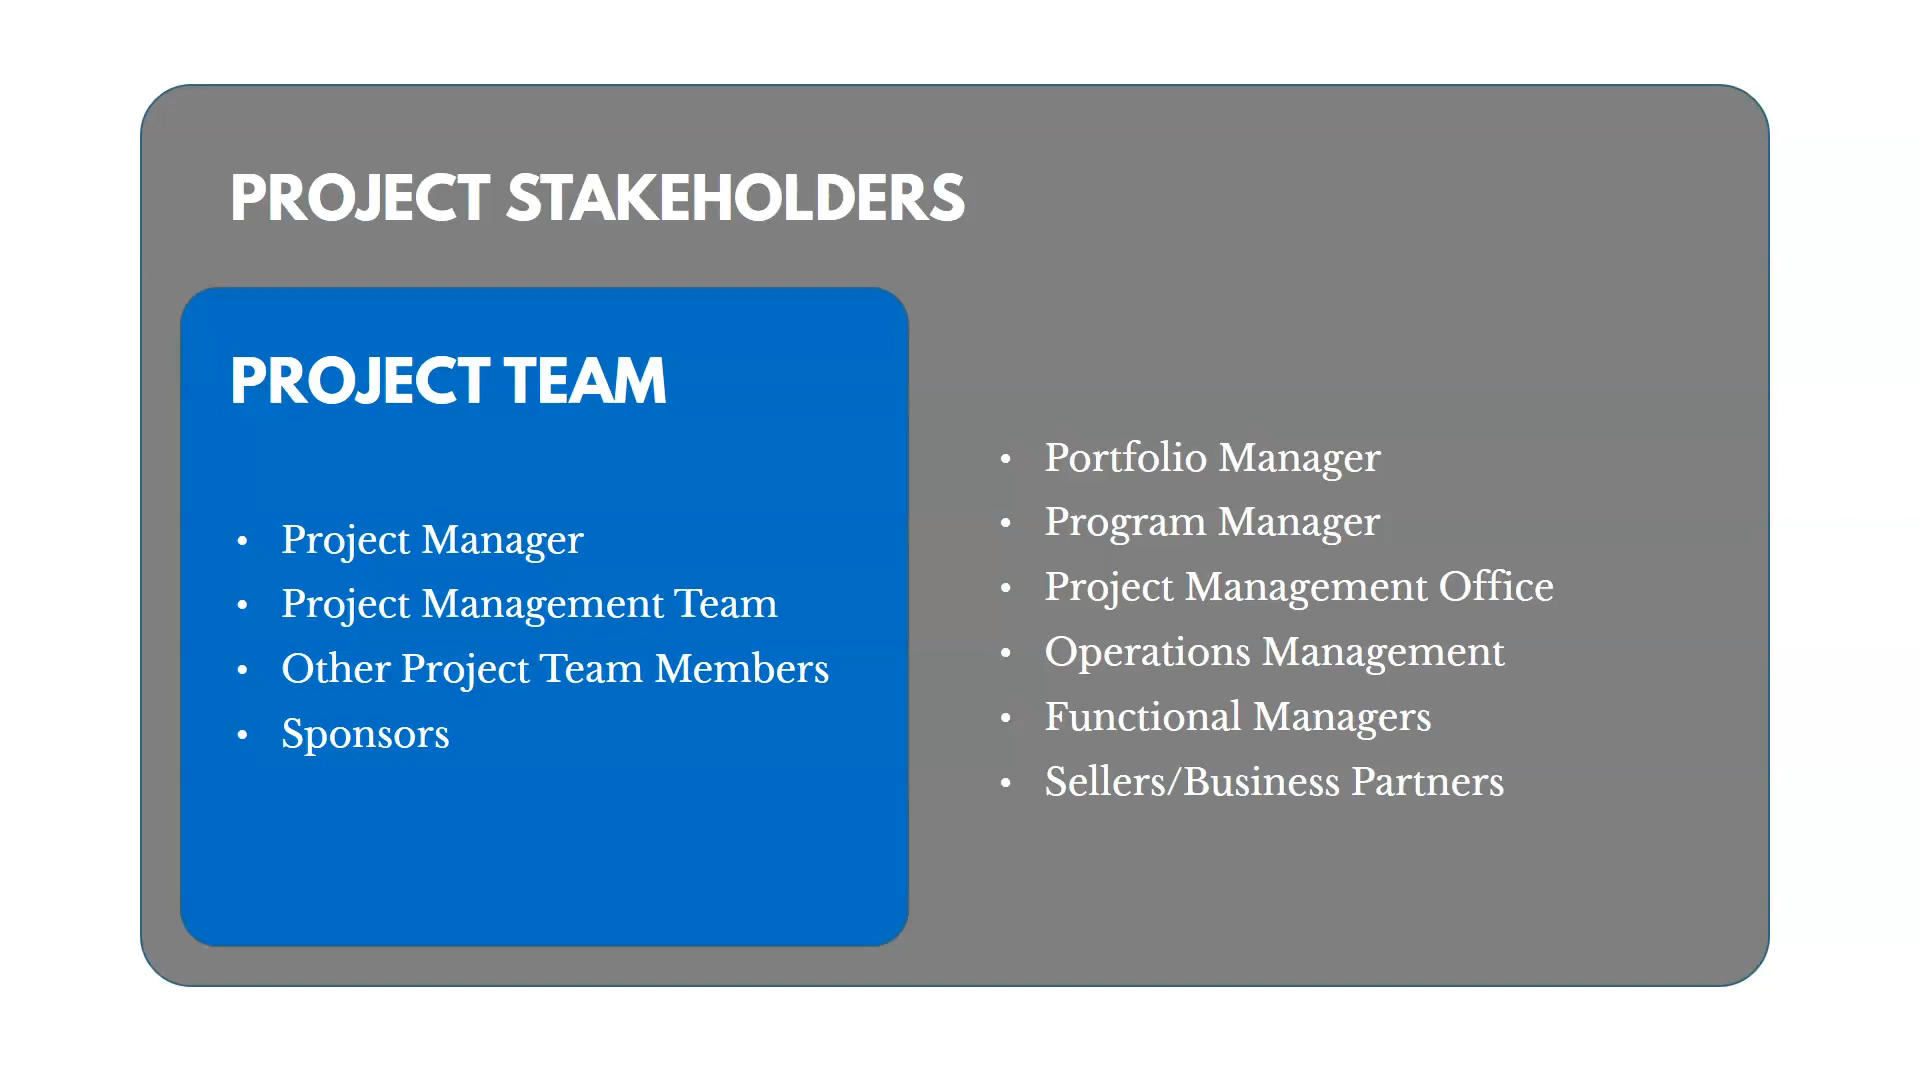 PROJECT STAKEHOLDERS
PROJECT TEAM
• Project Manager
• Project Management Team
• Other Project Team Members
• Sponsors
• Portfolio Manager
• Program Manager
• Project Management Office
• Operations Management
• Functional Managers
• Sellers/Business Partners